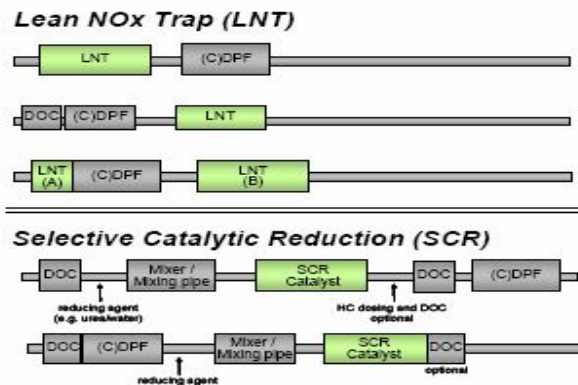 Lean NOx Trap (LNT)
LNT
(C)DPF
DOC
(C)DPF
LNT
LNT
(A)
(C)DPF
LNT
(B)
Selective Catalytic Reduction (SCR)
DOC
Mixer /
Mixing pipe
SCR
Catalyst
DOC
(C)DPF
reducing agent
(e.g. urea/water)
HC dosing and DOC
optional
DOC
(C)DPF
Mixer /
Mixing pipe
SCR
Catalyst
DOC
optional
reducing agent